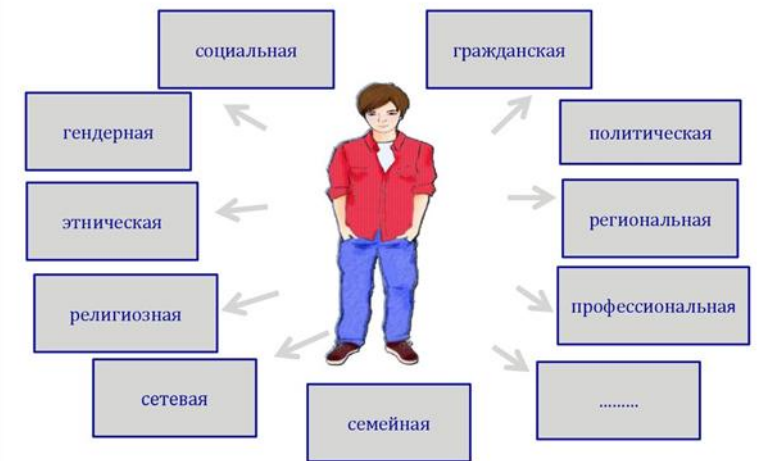 социальная
гражданская
гендерная
политическая
этническая
региональная
религиозная
профессиональная
сетевая
.........
семейная